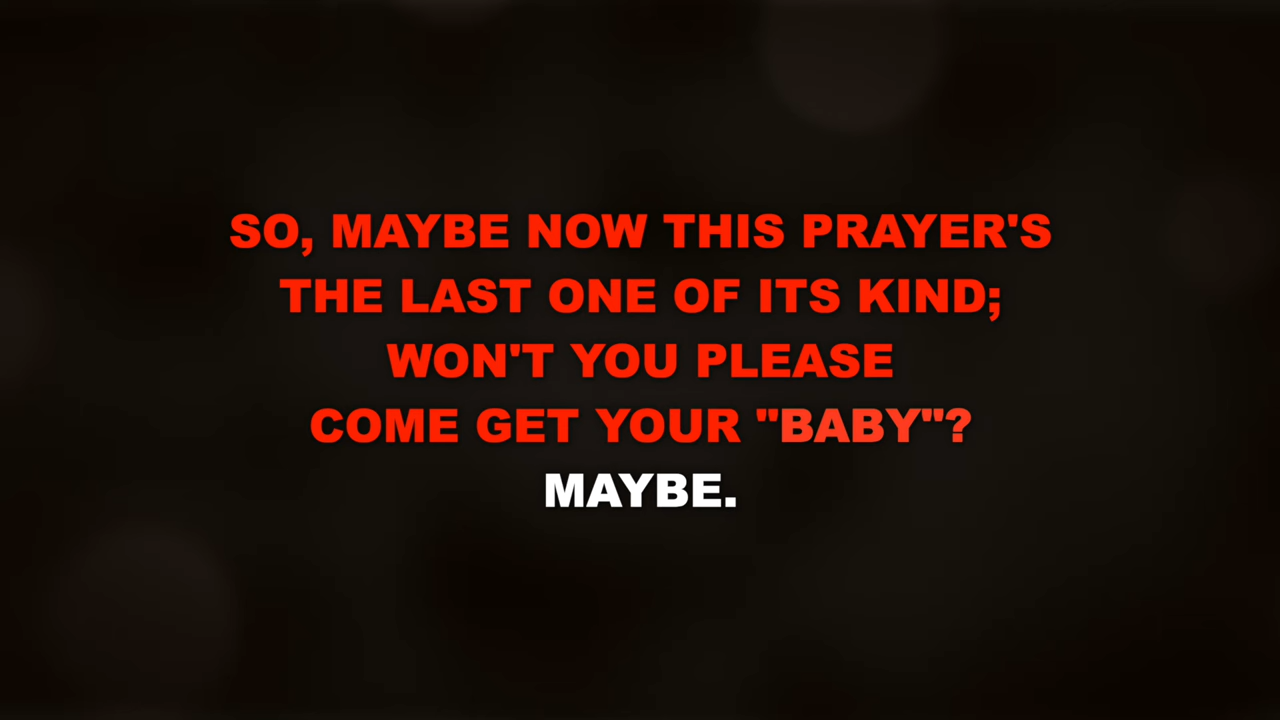 SO, MAYBE NOW THIS PRAYER'S
THE LAST ONE OF ITS KIND;
WON'T YOU PLEASE
COME GET YOUR "BABY"?
MAYBE.